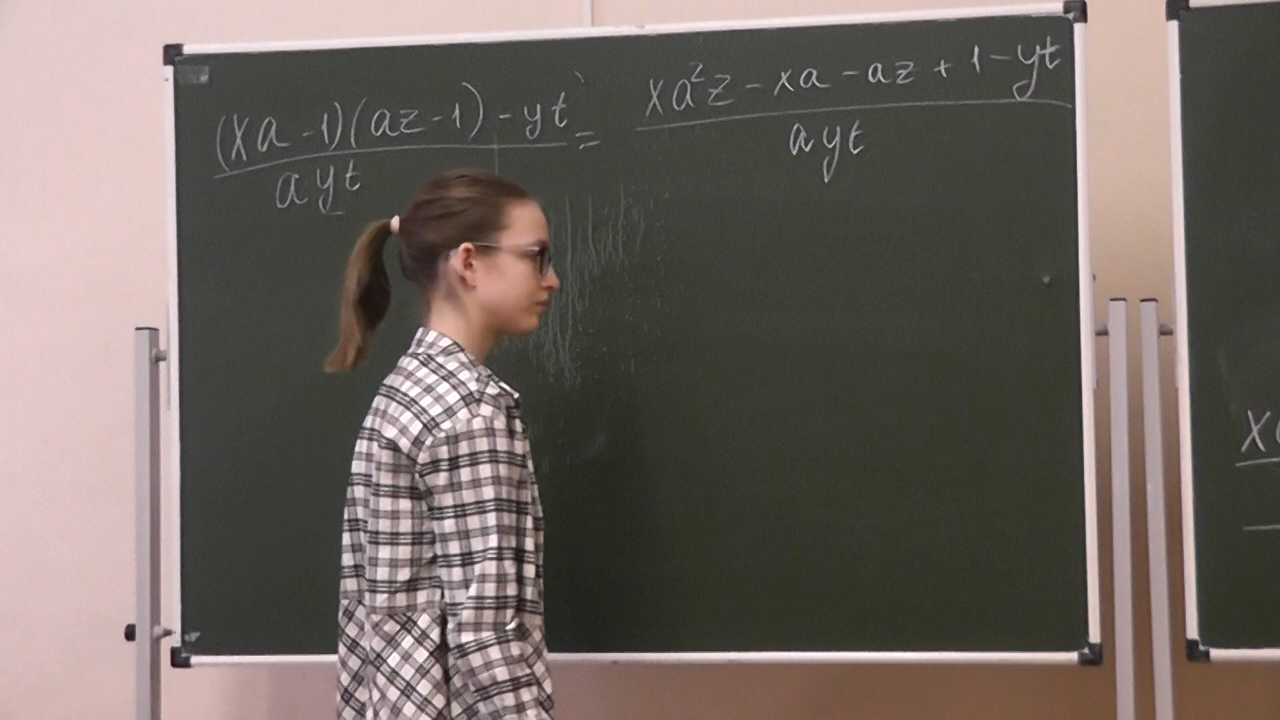 (xa-1)(az-1)-yt = xa²z-xa-az+1-yt
ayt ayt
x